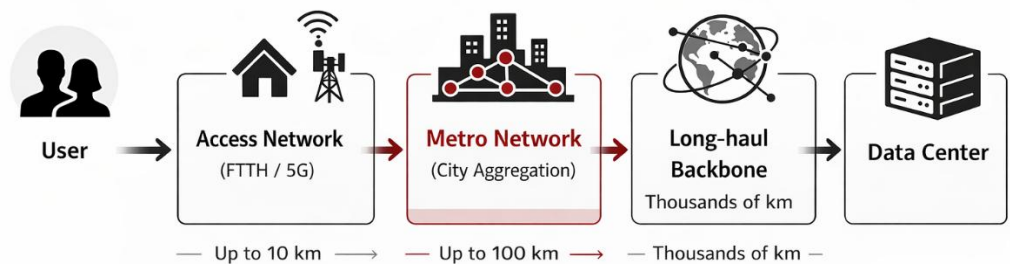 User
Access Network
(FTTH / 5G)
Metro Network
(City Aggregation)
Long-haul
Backbone
Thousands of km
Data Center
Up to 10 km
Up to 100 km
Thousands of km